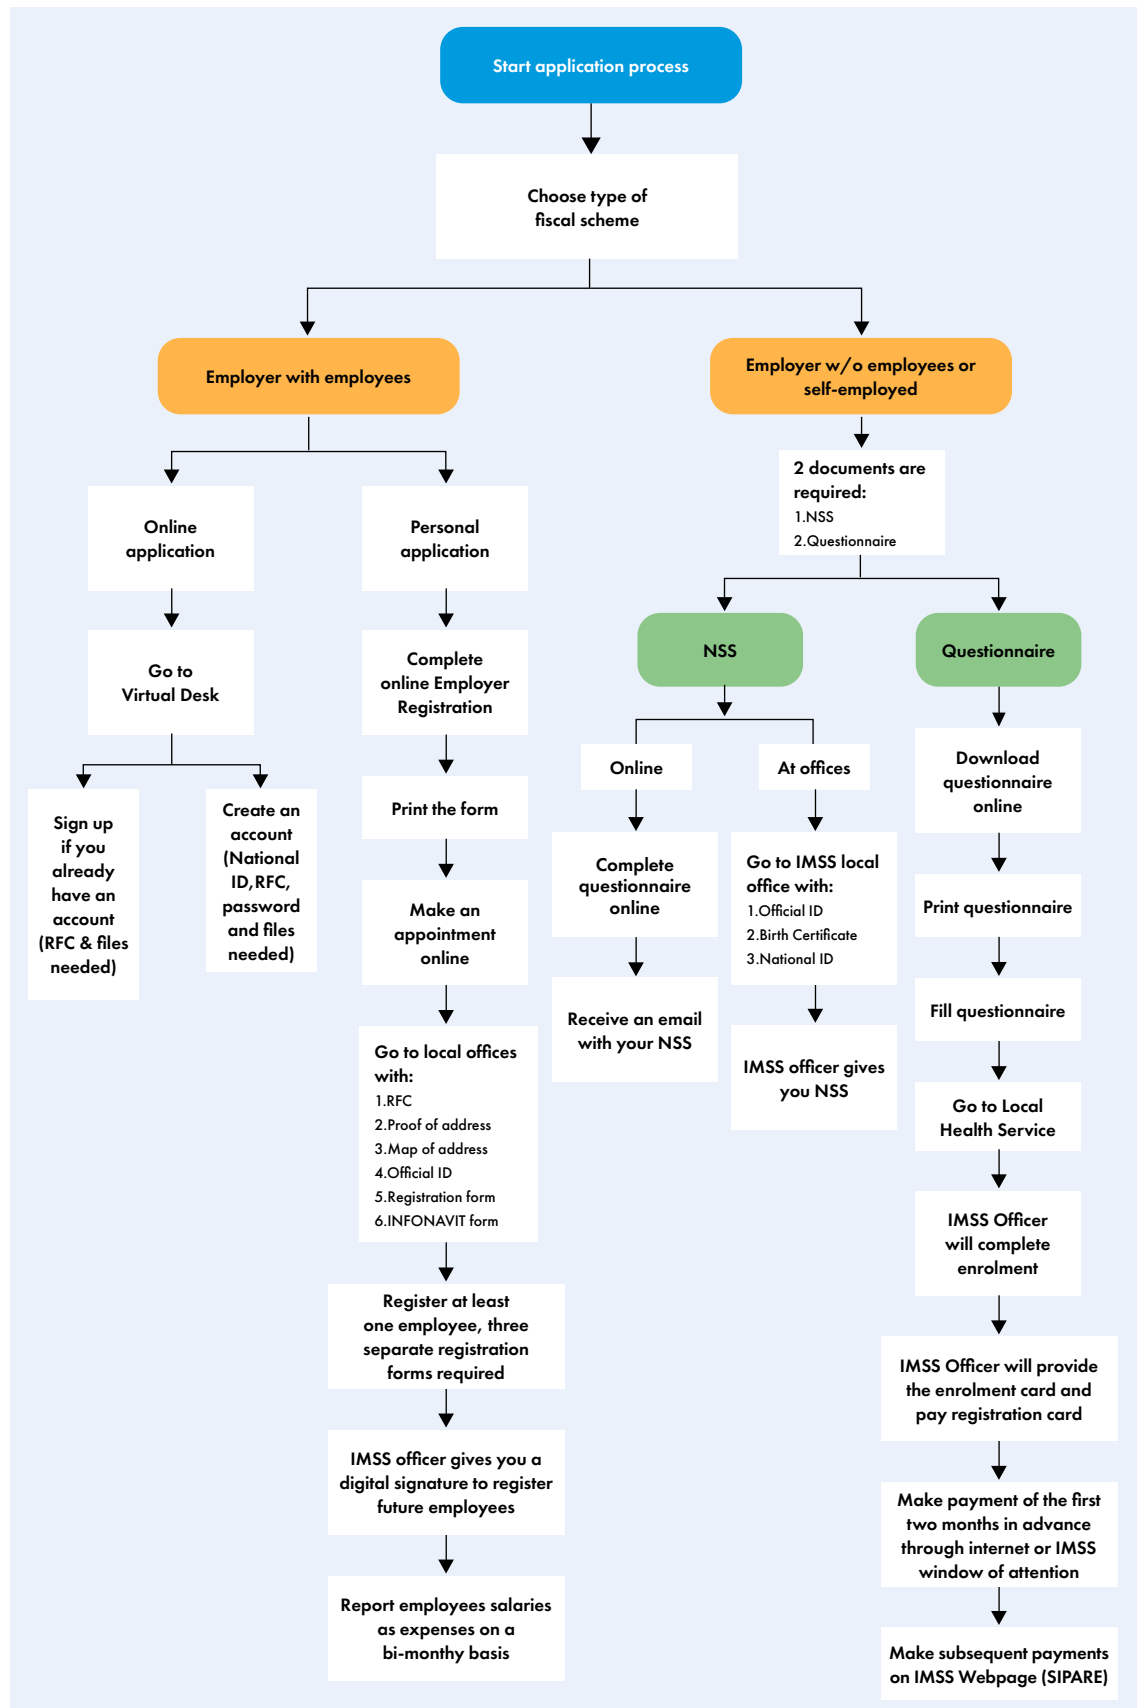 Start application process
Choose type of
fiscal scheme
Employer with employees
Employer w/o employees or
self-employed
Online
application
Personal
application
2 documents are
required:
1.NSS
2.Questionnaire
Go to
Virtual Desk
Complete
online Employer
Registration
NSS
Questionnaire
Sign up
if you
already
have an
account
(RFC & files
needed)
Create an
account
(National
ID,RFC,
password
and files
needed)
Print the form
Make an
appointment
online
Go to local offices
with:
1.RFC
2.Proof of address
3.Map of address
4.Official ID
5.Registration form
6.INFONAVIT form
Register at least
one employee, three
separate registration
forms required
IMSS officer gives you a
digital signature to register
future employees
Report employees salaries
as expenses on a
bi-monthy basis
Online
At offices
Complete
questionnaire
online
Receive an email
with your NSS
Go to IMSS local
office with:
1.Official ID
2.Birth Certificate
3.National ID
IMSS officer gives
you NSS
Download
questionnaire
online
Print questionnaire
Fill questionnaire
Go to Local
Health Service
IMSS Officer
will complete
enrolment
IMSS Officer will provide
the enrolment card and
pay registration card
Make payment of the first
two months in advance
through internet or IMSS
window of attention
Make subsequent payments
on IMSS Webpage (SIPARE)